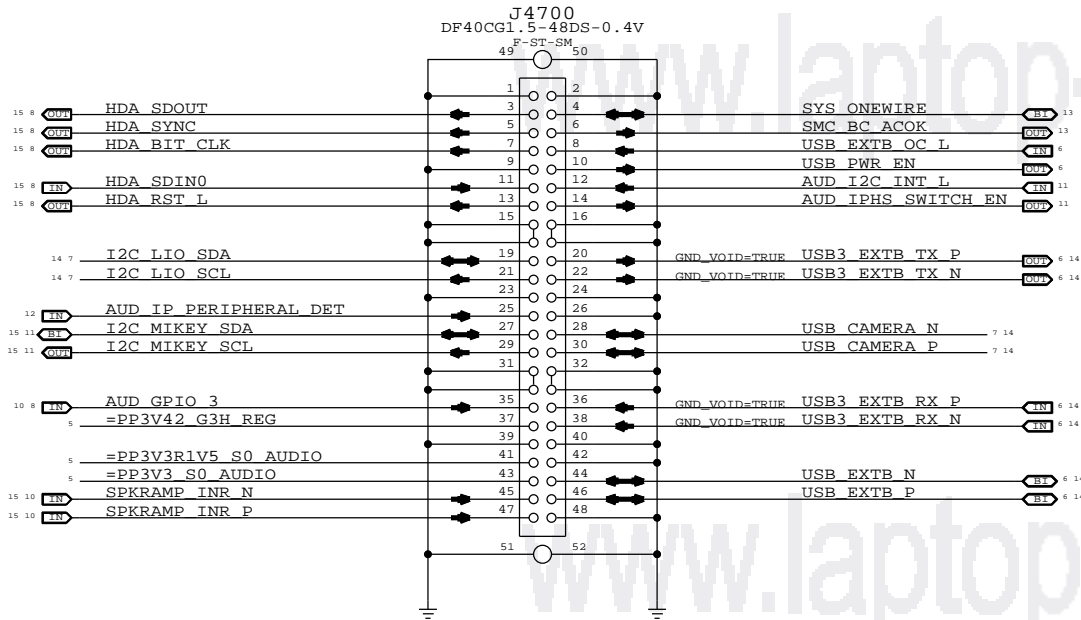 J4700
DF40CG1.5-48DS-0.4V
F-ST-SM
49 50
1 2
15 8 OUT HDA_SDOUT 3 4 SYS_ONEWIRE BI 13
15 8 OUT HDA_SYNC 5 6 SMC_BC_ACOK OUT 13
15 8 OUT HDA_BIT_CLK 7 8 USB_EXTB_OC_L IN 6
9 10 USB_PWR_EN OUT 6
15 8 IN HDA_SDIN0 11 12 AUD_I2C_INT_L IN 11
15 8 OUT HDA_RST_L 13 14 AUD_IPHS_SWITCH_EN OUT 11
15 16
14 7 I2C_LIO_SDA 19 20 GND_VOID=TRUE USB3_EXTB_TX_P OUT 6 14
14 7 I2C_LIO_SCL 21 22 GND_VOID=TRUE USB3_EXTB_TX_N OUT 6 14
23 24
12 IN AUD_IP_PERIPHERAL_DET 25 26
15 11 BI I2C_MIKEY_SDA 27 28 USB_CAMERA_N 7 14
15 11 OUT I2C_MIKEY_SCL 29 30 USB_CAMERA_P 7 14
31 32
10 8 IN AUD_GPIO_3 35 36 GND_VOID=TRUE USB3_EXTB_RX_P IN 6 14
5 =PP3V42_G3H_REG 37 38 GND_VOID=TRUE USB3_EXTB_RX_N IN 6 14
39 40
5 =PP3V3R1V5_S0_AUDIO 41 42
5 =PP3V3_S0_AUDIO 43 44 USB_EXTB_N BI 6 14
15 10 IN SPKRAMP_INR_N 45 46 USB_EXTB_P BI 6 14
15 10 IN SPKRAMP_INR_P 47 48
51 52
www.laptop-
www.laptop